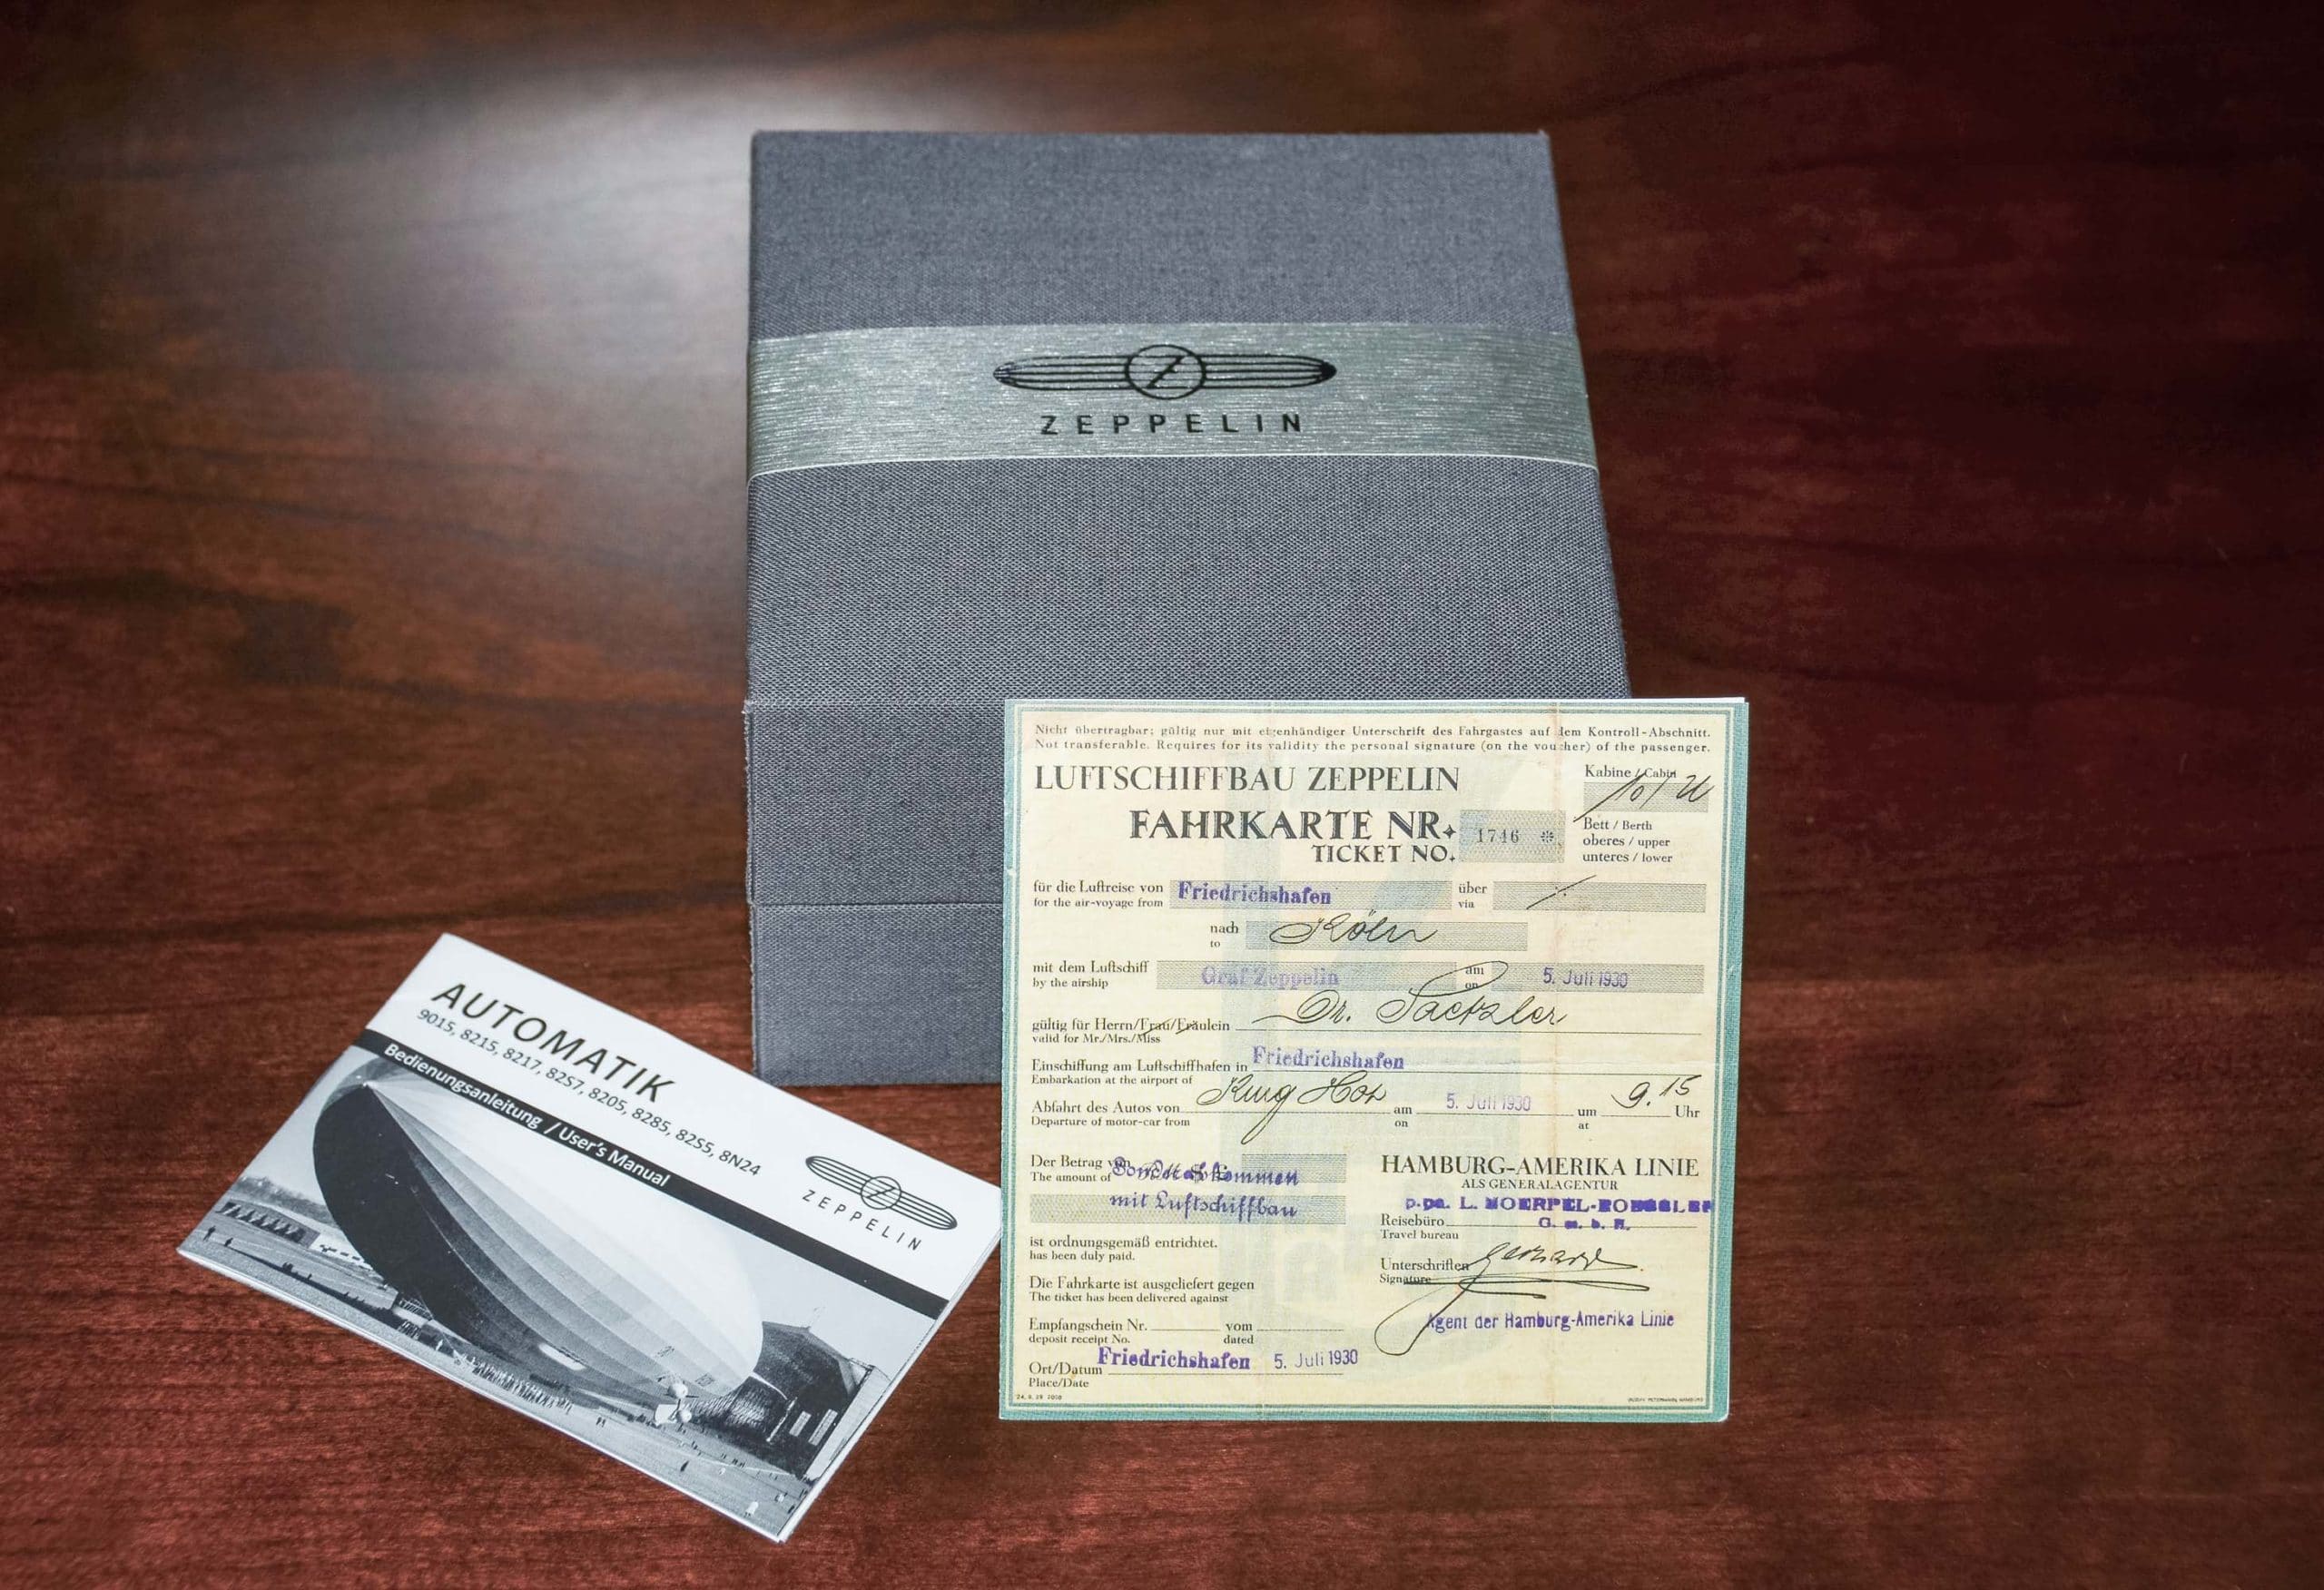 ZEPPELIN
AUTOMATIK
9015, 8215, 8217, 8257, 8205, 8285, 8255, 8N24
Bedienungsanleitung / User's Manual
Z
ZEPPELIN
Nicht übertragbar; gültig nur mit eigenhändiger Unterschrift des Fahrgastes auf dem Kontroll-Abschnitt.
Not transferable. Requires for its validity the personal signature (on the voucher) of the passenger.
LUFTSCHIFFBAU ZEPPELIN
Kabine / Cabin
FAHRKARTE NR.
TICKET NO.
1746
Bett / Berth
oberes / upper
unteres / lower
für die Luftreise von Friedrichshafen über
for the air-voyage from via
nach Köln
to
mit dem Luftschiff Graf Zeppelin am 5. Juli 1930
by the airship on
gültig für Herrn/Frau/Fräulein Dr.
valid for Mr./Mrs./Miss
Einschiffung am Luftschiffhafen in Friedrichshafen
Embarkation at the airport of
Abfahrt des Autos von am 5. Juli 1930 um 9.15 Uhr
Departure of motor-car from on at
Der Betrag
The amount of
mit Luftschiffbau
ist ordnungsgemäß entrichtet.
has been duly paid.
Die Fahrkarte ist ausgeliefert gegen
The ticket has been delivered against
Empfangschein Nr. vom
deposit receipt No. dated
Ort/Datum Friedrichshafen 5. Juli 1930
Place/Date
HAMBURG-AMERIKA LINIE
ALS GENERALAGENTUR
Reisebüro G. m. b. H.
Travel bureau
Unterschriften
Signature
Agent der Hamburg-Amerika Linie